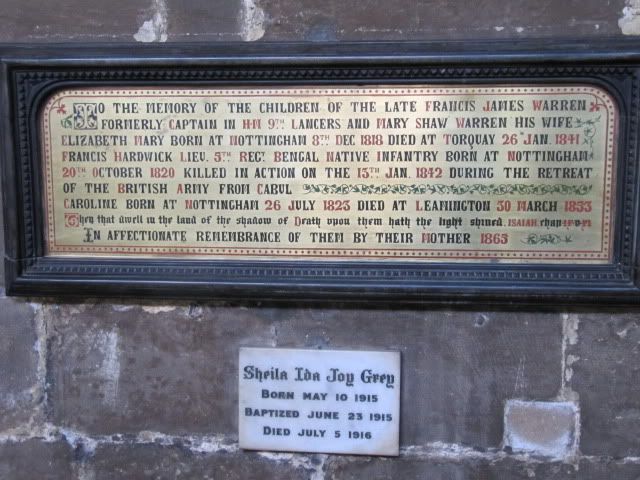 TO THE MEMORY OF THE CHILDREN OF THE LATE FRANCIS JAMES WARREN
FORMERLY CAPTAIN IN H·M 9TH LANCERS AND MARY SHAW WARREN HIS WIFE
ELIZABETH MARY BORN AT NOTTINGHAM 8TH DEC 1818 DIED AT TORQUAY 26TH JAN. 1841
FRANCIS HARDWICK LIEU. 5TH REGT BENGAL NATIVE INFANTRY BORN AT NOTTINGHAM
20TH OCTOBER 1820 KILLED IN ACTION ON THE 13TH JAN. 1842 DURING THE RETREAT
OF THE BRITISH ARMY FROM CABUL
CAROLINE BORN AT NOTTINGHAM 26 JULY 1823 DIED AT LEAMINGTON 30 MARCH 1853
They that dwell in the land of the shadow of Death upon them hath the light shined. ISAIAH. chap
IN AFFECTIONATE REMEMBRANCE OF THEM BY THEIR MOTHER 1863
Sheila Ida Joy Grey
BORN MAY 10 1915
BAPTIZED JUNE 23 1915
DIED JULY 5 1916